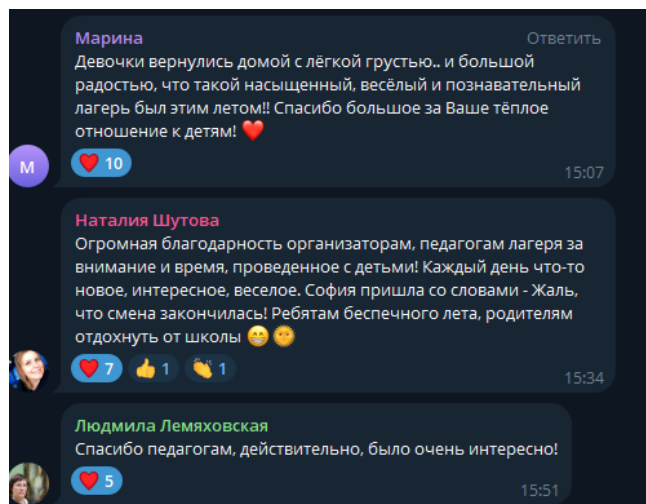 Марина Ответить
Девочки вернулись домой с лёгкой грустью.. и большой
радостью, что такой насыщенный, весёлый и познавательный
лагерь был этим летом!! Спасибо большое за Ваше тёплое
отношение к детям! ❤️
М
❤️ 10
15:07
Наталия Шутова
Огромная благодарность организаторам, педагогам лагеря за
внимание и время, проведенное с детьми! Каждый день что-то
новое, интересное, веселое. София пришла со словами - Жаль,
что смена закончилась! Ребятам беспечного лета, родителям
отдохнуть от школы 😁🌞
❤️ 7 👍 1 👏 1
15:34
Людмила Лемяховская
Спасибо педагогам, действительно, было очень интересно!
❤️ 5
15:51